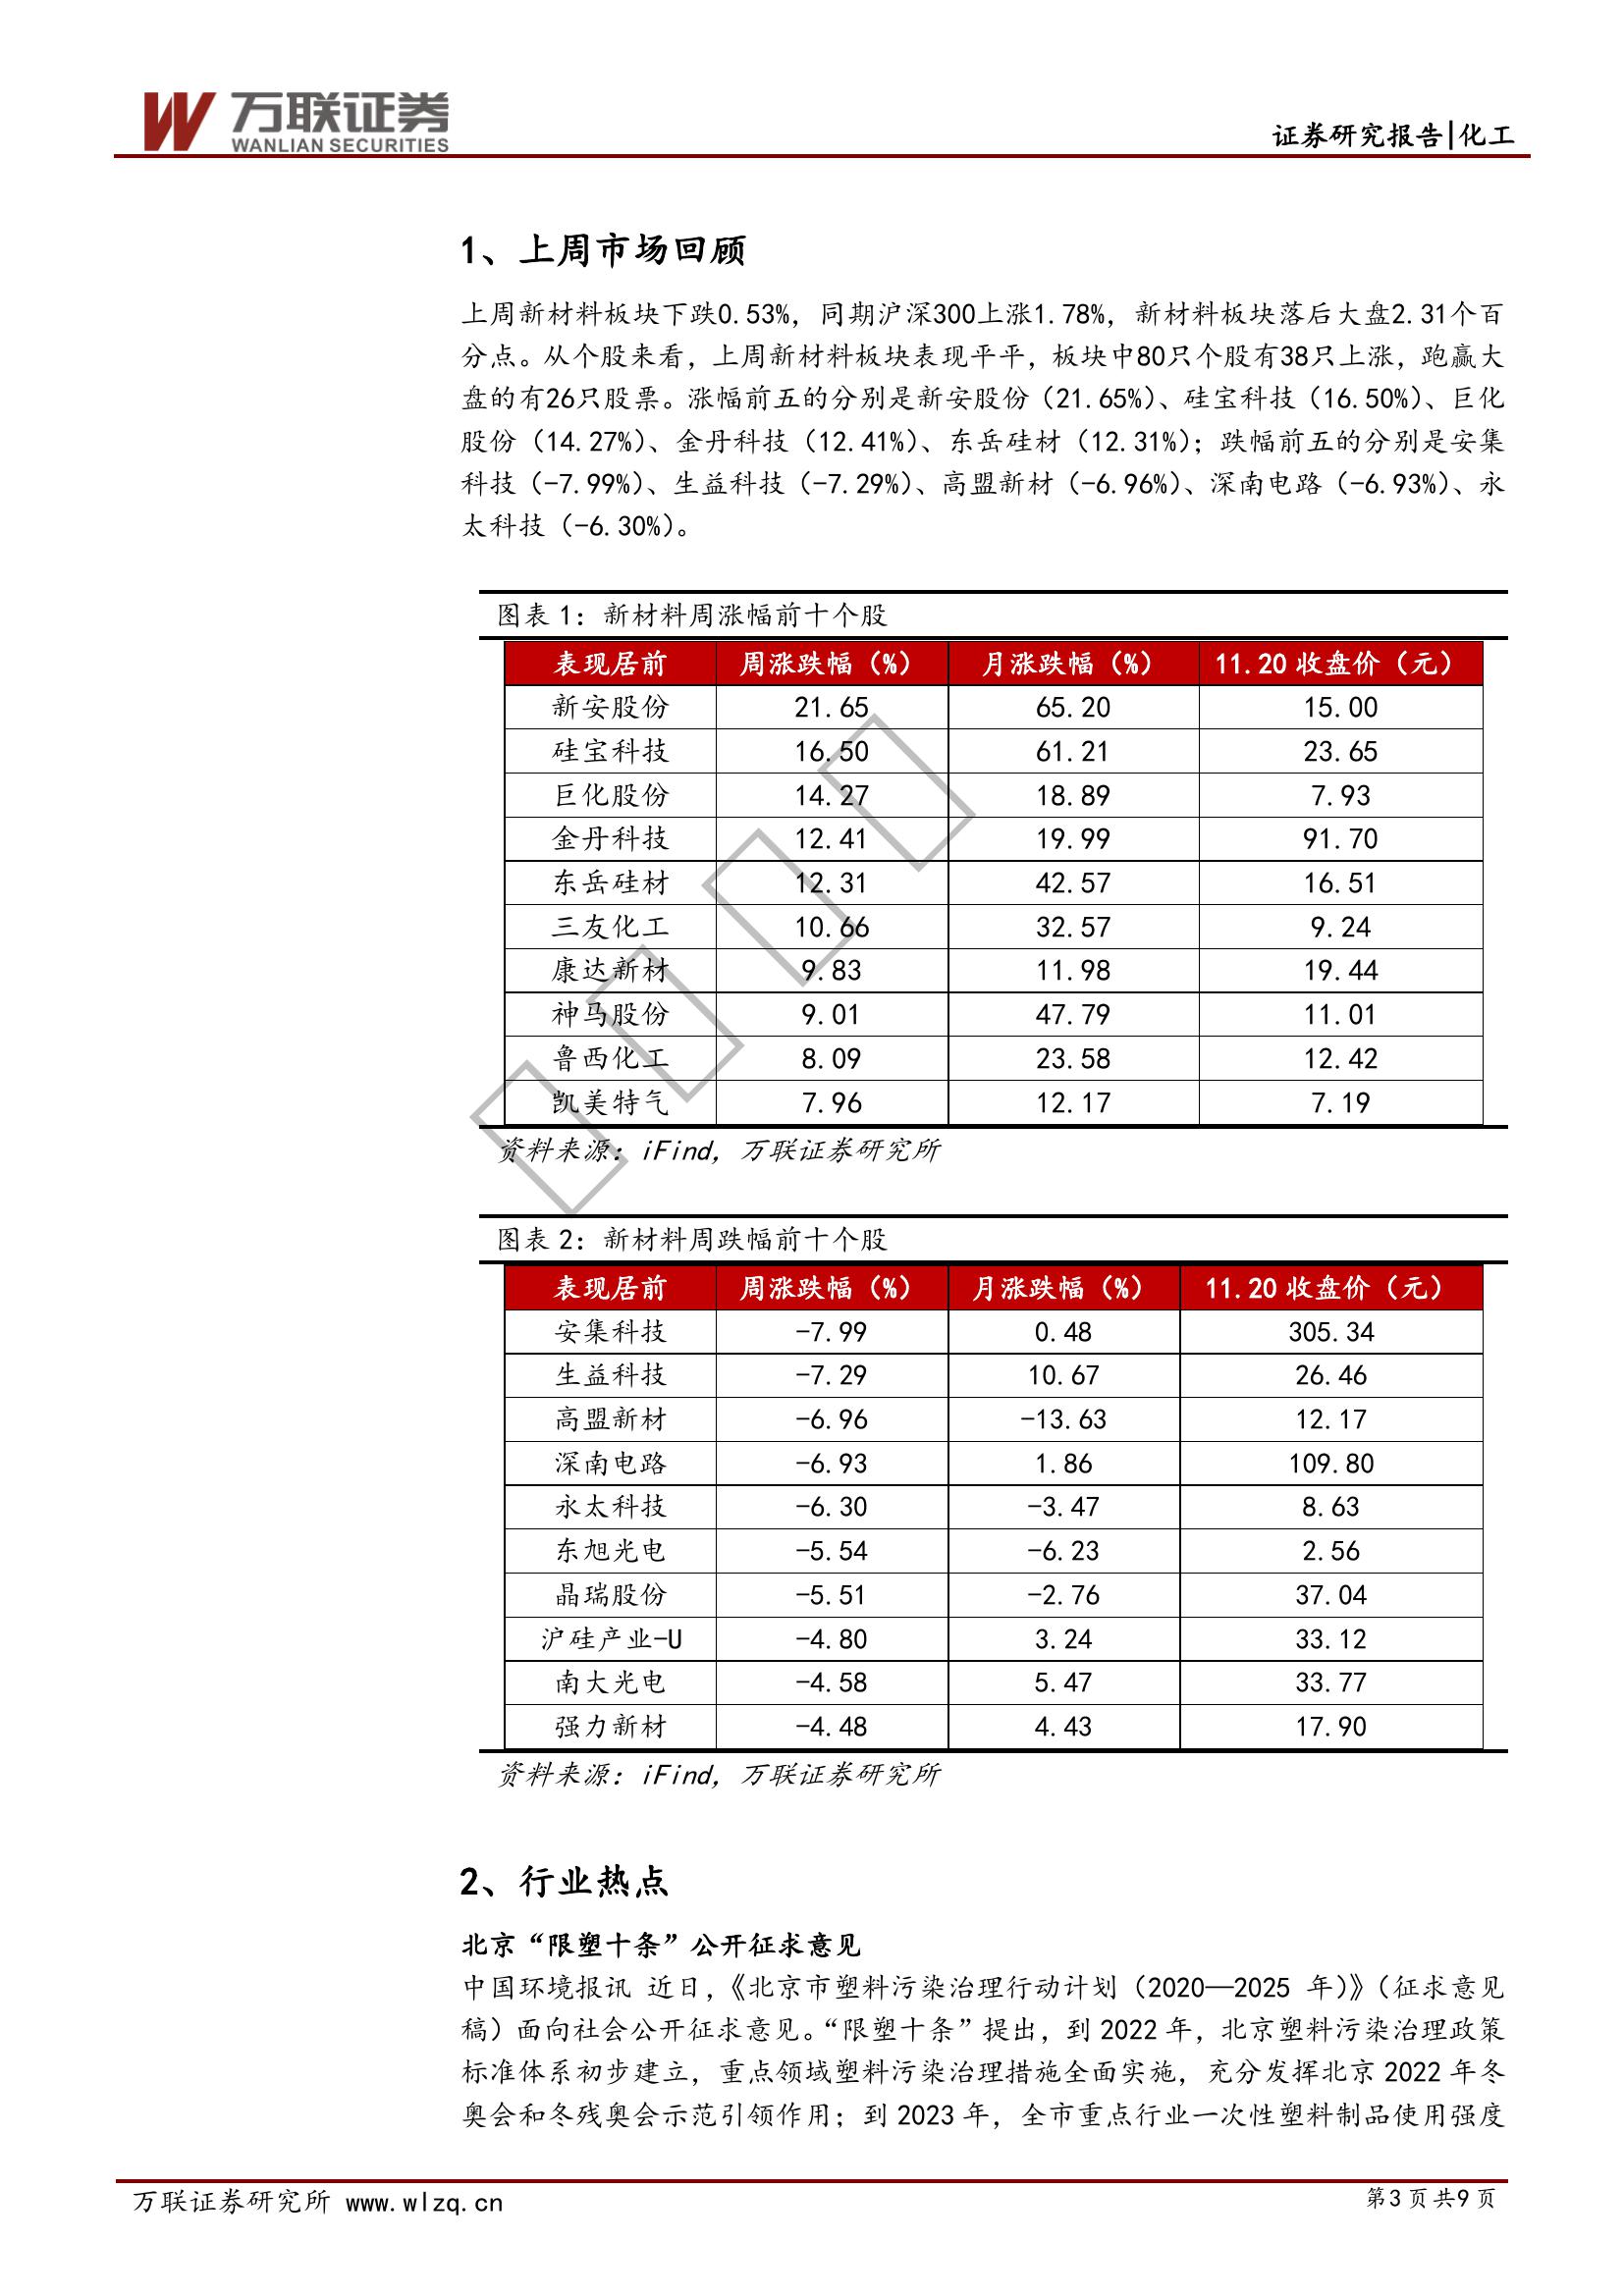 万联证券
WANLIAN SECURITIES
证券研究报告|化工
1、上周市场回顾
上周新材料板块下跌0.53%，同期沪深300上涨1.78%，新材料板块落后大盘2.31个百
分点。从个股来看，上周新材料板块表现平平，板块中80只个股有38只上涨，跑赢大
盘的有26只股票。涨幅前五的分别是新安股份（21.65%）、硅宝科技（16.50%）、巨化
股份（14.27%）、金丹科技（12.41%）、东岳硅材（12.31%）；跌幅前五的分别是安集
科技（-7.99%）、生益科技（-7.29%）、高盟新材（-6.96%）、深南电路（-6.93%）、永
太科技（-6.30%）。
图表 1：新材料周涨幅前十个股
表现居前 周涨跌幅（%） 月涨跌幅（%） 11.20 收盘价（元）
新安股份 21.65 65.20 15.00
硅宝科技 16.50 61.21 23.65
巨化股份 14.27 18.89 7.93
金丹科技 12.41 19.99 91.70
东岳硅材 12.31 42.57 16.51
三友化工 10.66 32.57 9.24
康达新材 9.83 11.98 19.44
神马股份 9.01 47.79 11.01
鲁西化工 8.09 23.58 12.42
凯美特气 7.96 12.17 7.19
资料来源：iFind，万联证券研究所
图表 2：新材料周跌幅前十个股
表现居前 周涨跌幅（%） 月涨跌幅（%） 11.20 收盘价（元）
安集科技 -7.99 0.48 305.34
生益科技 -7.29 10.67 26.46
高盟新材 -6.96 -13.63 12.17
深南电路 -6.93 1.86 109.80
永太科技 -6.30 -3.47 8.63
东旭光电 -5.54 -6.23 2.56
晶瑞股份 -5.51 -2.76 37.04
沪硅产业-U -4.80 3.24 33.12
南大光电 -4.58 5.47 33.77
强力新材 -4.48 4.43 17.90
资料来源：iFind，万联证券研究所
2、行业热点
北京“限塑十条”公开征求意见
中国环境报讯 近日，《北京市塑料污染治理行动计划（2020—2025 年）》（征求意见
稿）面向社会公开征求意见。“限塑十条”提出，到 2022 年，北京塑料污染治理政策
标准体系初步建立，重点领域塑料污染治理措施全面实施，充分发挥北京 2022 年冬
奥会和冬残奥会示范引领作用；到 2023 年，全市重点行业一次性塑料制品使用强度
万联证券研究所 www.wlzq.cn
第3页共9页